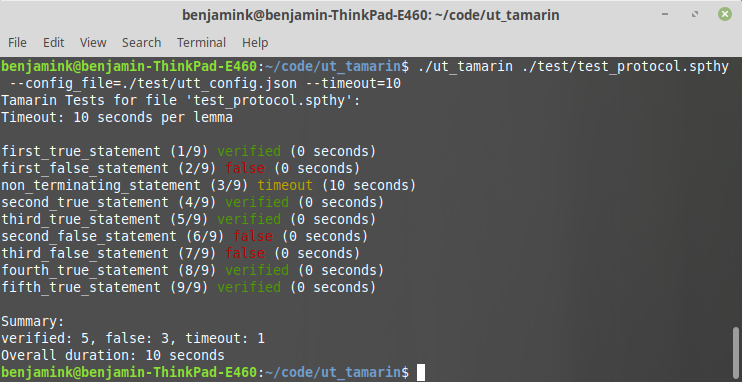 benjamink@benjamin-ThinkPad-E460: ~/code/ut_tamarin
File Edit View Search Terminal Help
benjamink@benjamin-ThinkPad-E460:~/code/ut_tamarin$ ./ut_tamarin ./test/test_protocol.spthy
 --config_file=./test/utt_config.json --timeout=10
Tamarin Tests for file 'test_protocol.spthy':
Timeout: 10 seconds per lemma

first_true_statement (1/9) verified (0 seconds)
first_false_statement (2/9) false (0 seconds)
non_terminating_statement (3/9) timeout (10 seconds)
second_true_statement (4/9) verified (0 seconds)
third_true_statement (5/9) verified (0 seconds)
second_false_statement (6/9) false (0 seconds)
third_false_statement (7/9) false (0 seconds)
fourth_true_statement (8/9) verified (0 seconds)
fifth_true_statement (9/9) verified (0 seconds)

Summary:
verified: 5, false: 3, timeout: 1
Overall duration: 10 seconds
benjamink@benjamin-ThinkPad-E460:~/code/ut_tamarin$